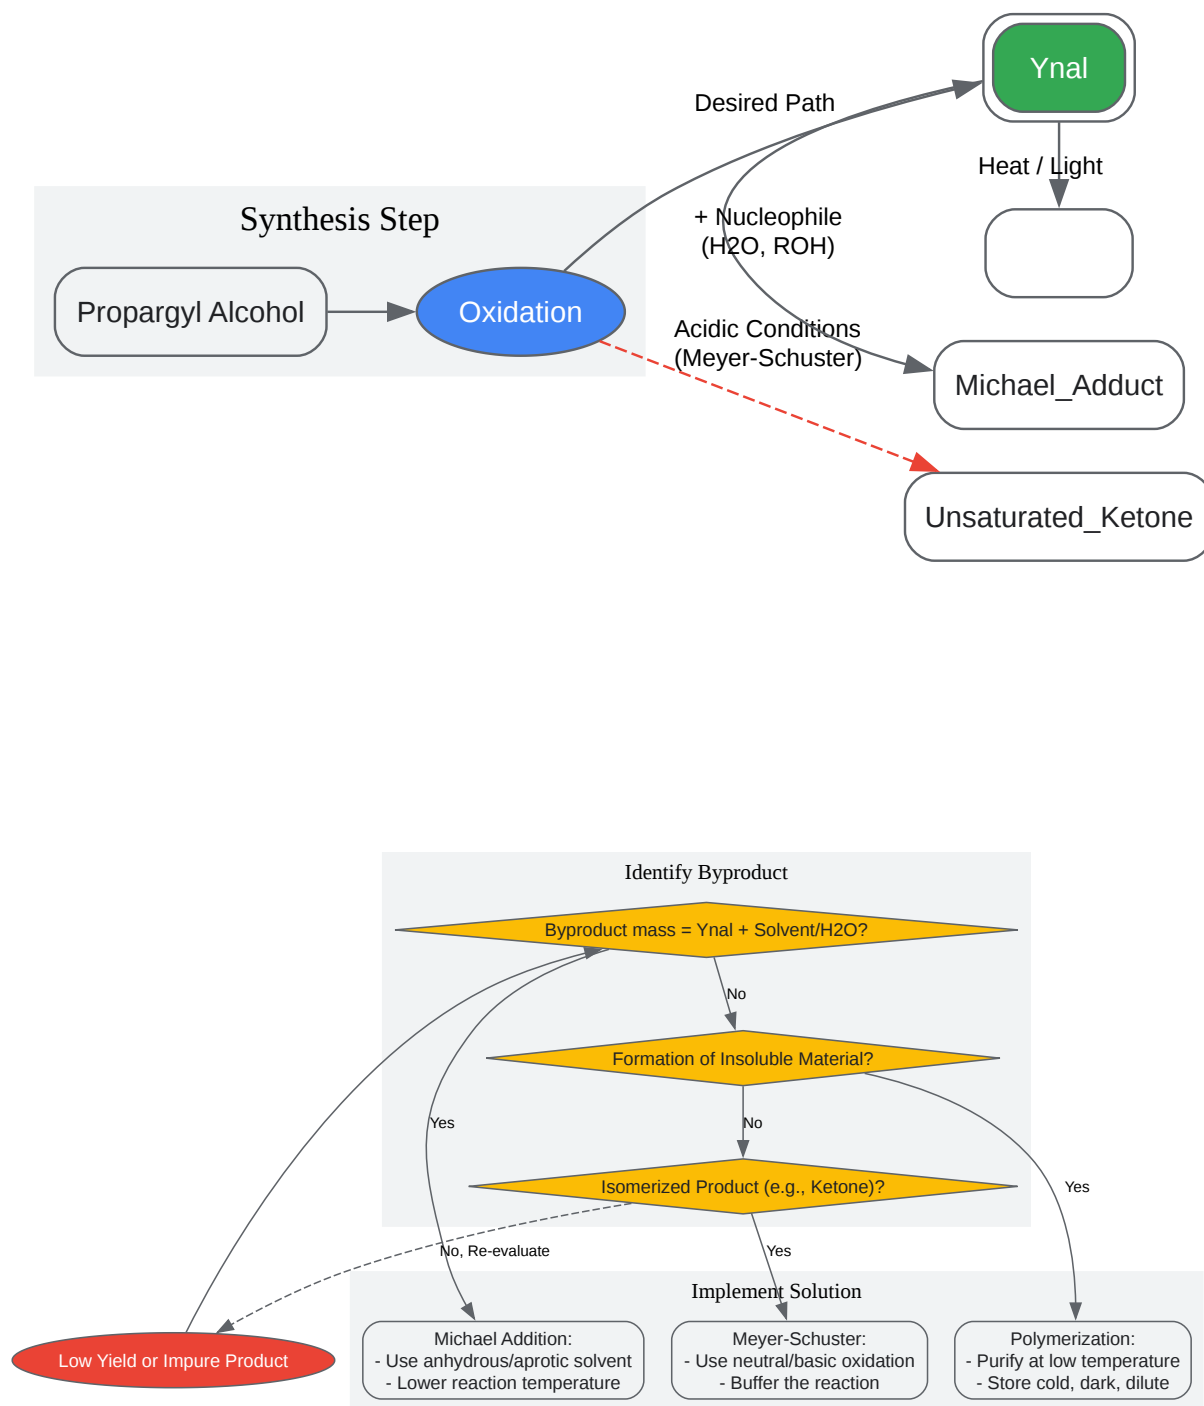 Ynal
Desired Path
Heat / Light
Synthesis Step
+ Nucleophile
(H2O, ROH)
Propargyl Alcohol
Oxidation
Acidic Conditions
(Meyer-Schuster)
Michael_Adduct
Unsaturated_Ketone
Identify Byproduct
Byproduct mass = Ynal + Solvent/H2O?
No
Formation of Insoluble Material?
Yes
No
Isomerized Product (e.g., Ketone)?
Yes
No, Re-evaluate
Yes
Implement Solution
Low Yield or Impure Product
Michael Addition:
- Use anhydrous/aprotic solvent
- Lower reaction temperature
Meyer-Schuster:
- Use neutral/basic oxidation
- Buffer the reaction
Polymerization:
- Purify at low temperature
- Store cold, dark, dilute